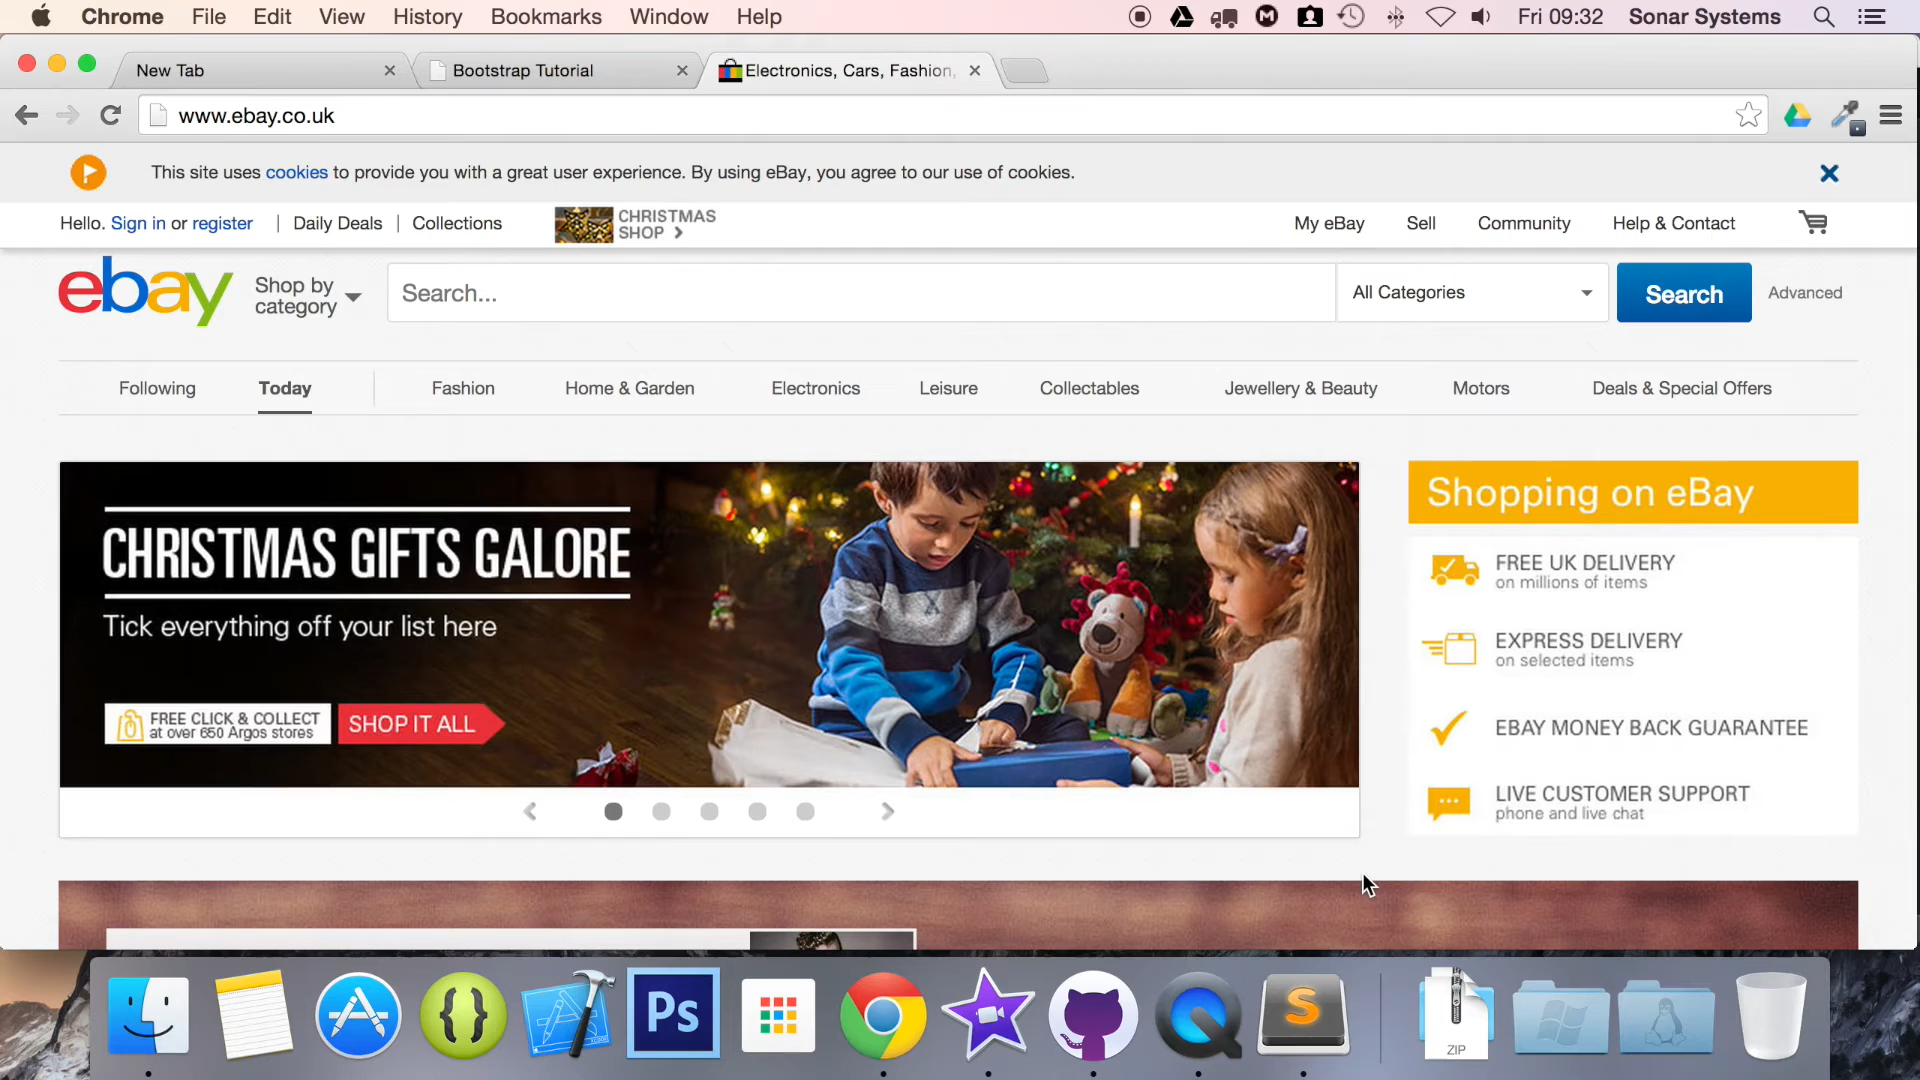 Chrome File Edit View History Bookmarks Window Help Fri 09:32 Sonar Systems
New Tab Bootstrap Tutorial Electronics, Cars, Fashion,
www.ebay.co.uk
This site uses cookies to provide you with a great user experience. By using eBay, you agree to our use of cookies.
Hello. Sign in or register | Daily Deals | Collections
CHRISTMAS
SHOP
My eBay Sell Community Help & Contact
ebay
Shop by
category
Search...
All Categories
Search
Advanced
Following Today Fashion Home & Garden Electronics Leisure Collectables Jewellery & Beauty Motors Deals & Special Offers
CHRISTMAS GIFTS GALORE
Tick everything off your list here
FREE CLICK & COLLECT
at over 650 Argos stores
SHOP IT ALL
Shopping on eBay
FREE UK DELIVERY
on millions of items
EXPRESS DELIVERY
on selected items
EBAY MONEY BACK GUARANTEE
LIVE CUSTOMER SUPPORT
phone and live chat
{}
Ps
S
ZIP